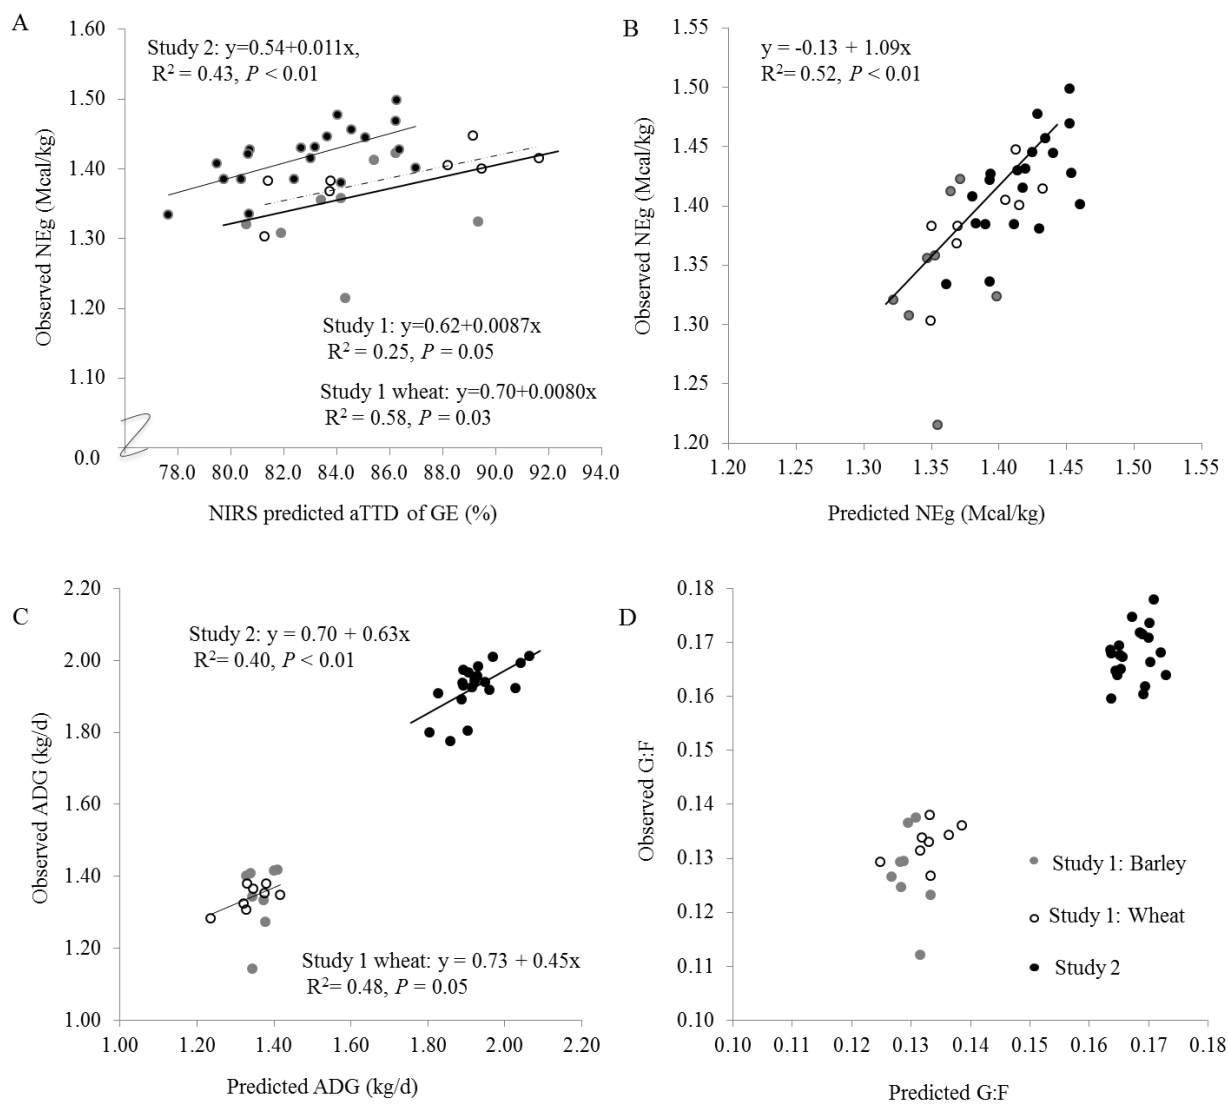 A
1.60
1.50
1.40
1.30
1.20
1.10
0.0
Observed NEg (Mcal/kg)
Study 2: y=0.54+0.011x,
R² = 0.43, P < 0.01
Study 1: y=0.62+0.0087x
R² = 0.25, P = 0.05
Study 1 wheat: y=0.70+0.0080x
R² = 0.58, P = 0.03
78.0 80.0 82.0 84.0 86.0 88.0 90.0 92.0 94.0
NIRS predicted aTTD of GE (%)
B
1.55
1.50
1.45
1.40
1.35
1.30
1.25
1.20
Observed NEg (Mcal/kg)
y = -0.13 + 1.09x
R²= 0.52, P < 0.01
1.20 1.25 1.30 1.35 1.40 1.45 1.50 1.55
Predicted NEg (Mcal/kg)
C
2.20
2.00
1.80
1.60
1.40
1.20
1.00
Observed ADG (kg/d)
Study 2: y = 0.70 + 0.63x
R²= 0.40, P < 0.01
Study 1 wheat: y = 0.73 + 0.45x
R²= 0.48, P = 0.05
1.00 1.20 1.40 1.60 1.80 2.00 2.20
Predicted ADG (kg/d)
D
0.18
0.17
0.16
0.15
0.14
0.13
0.12
0.11
0.10
Observed G:F
Study 1: Barley
Study 1: Wheat
Study 2
0.10 0.11 0.12 0.13 0.14 0.15 0.16 0.17 0.18
Predicted G:F